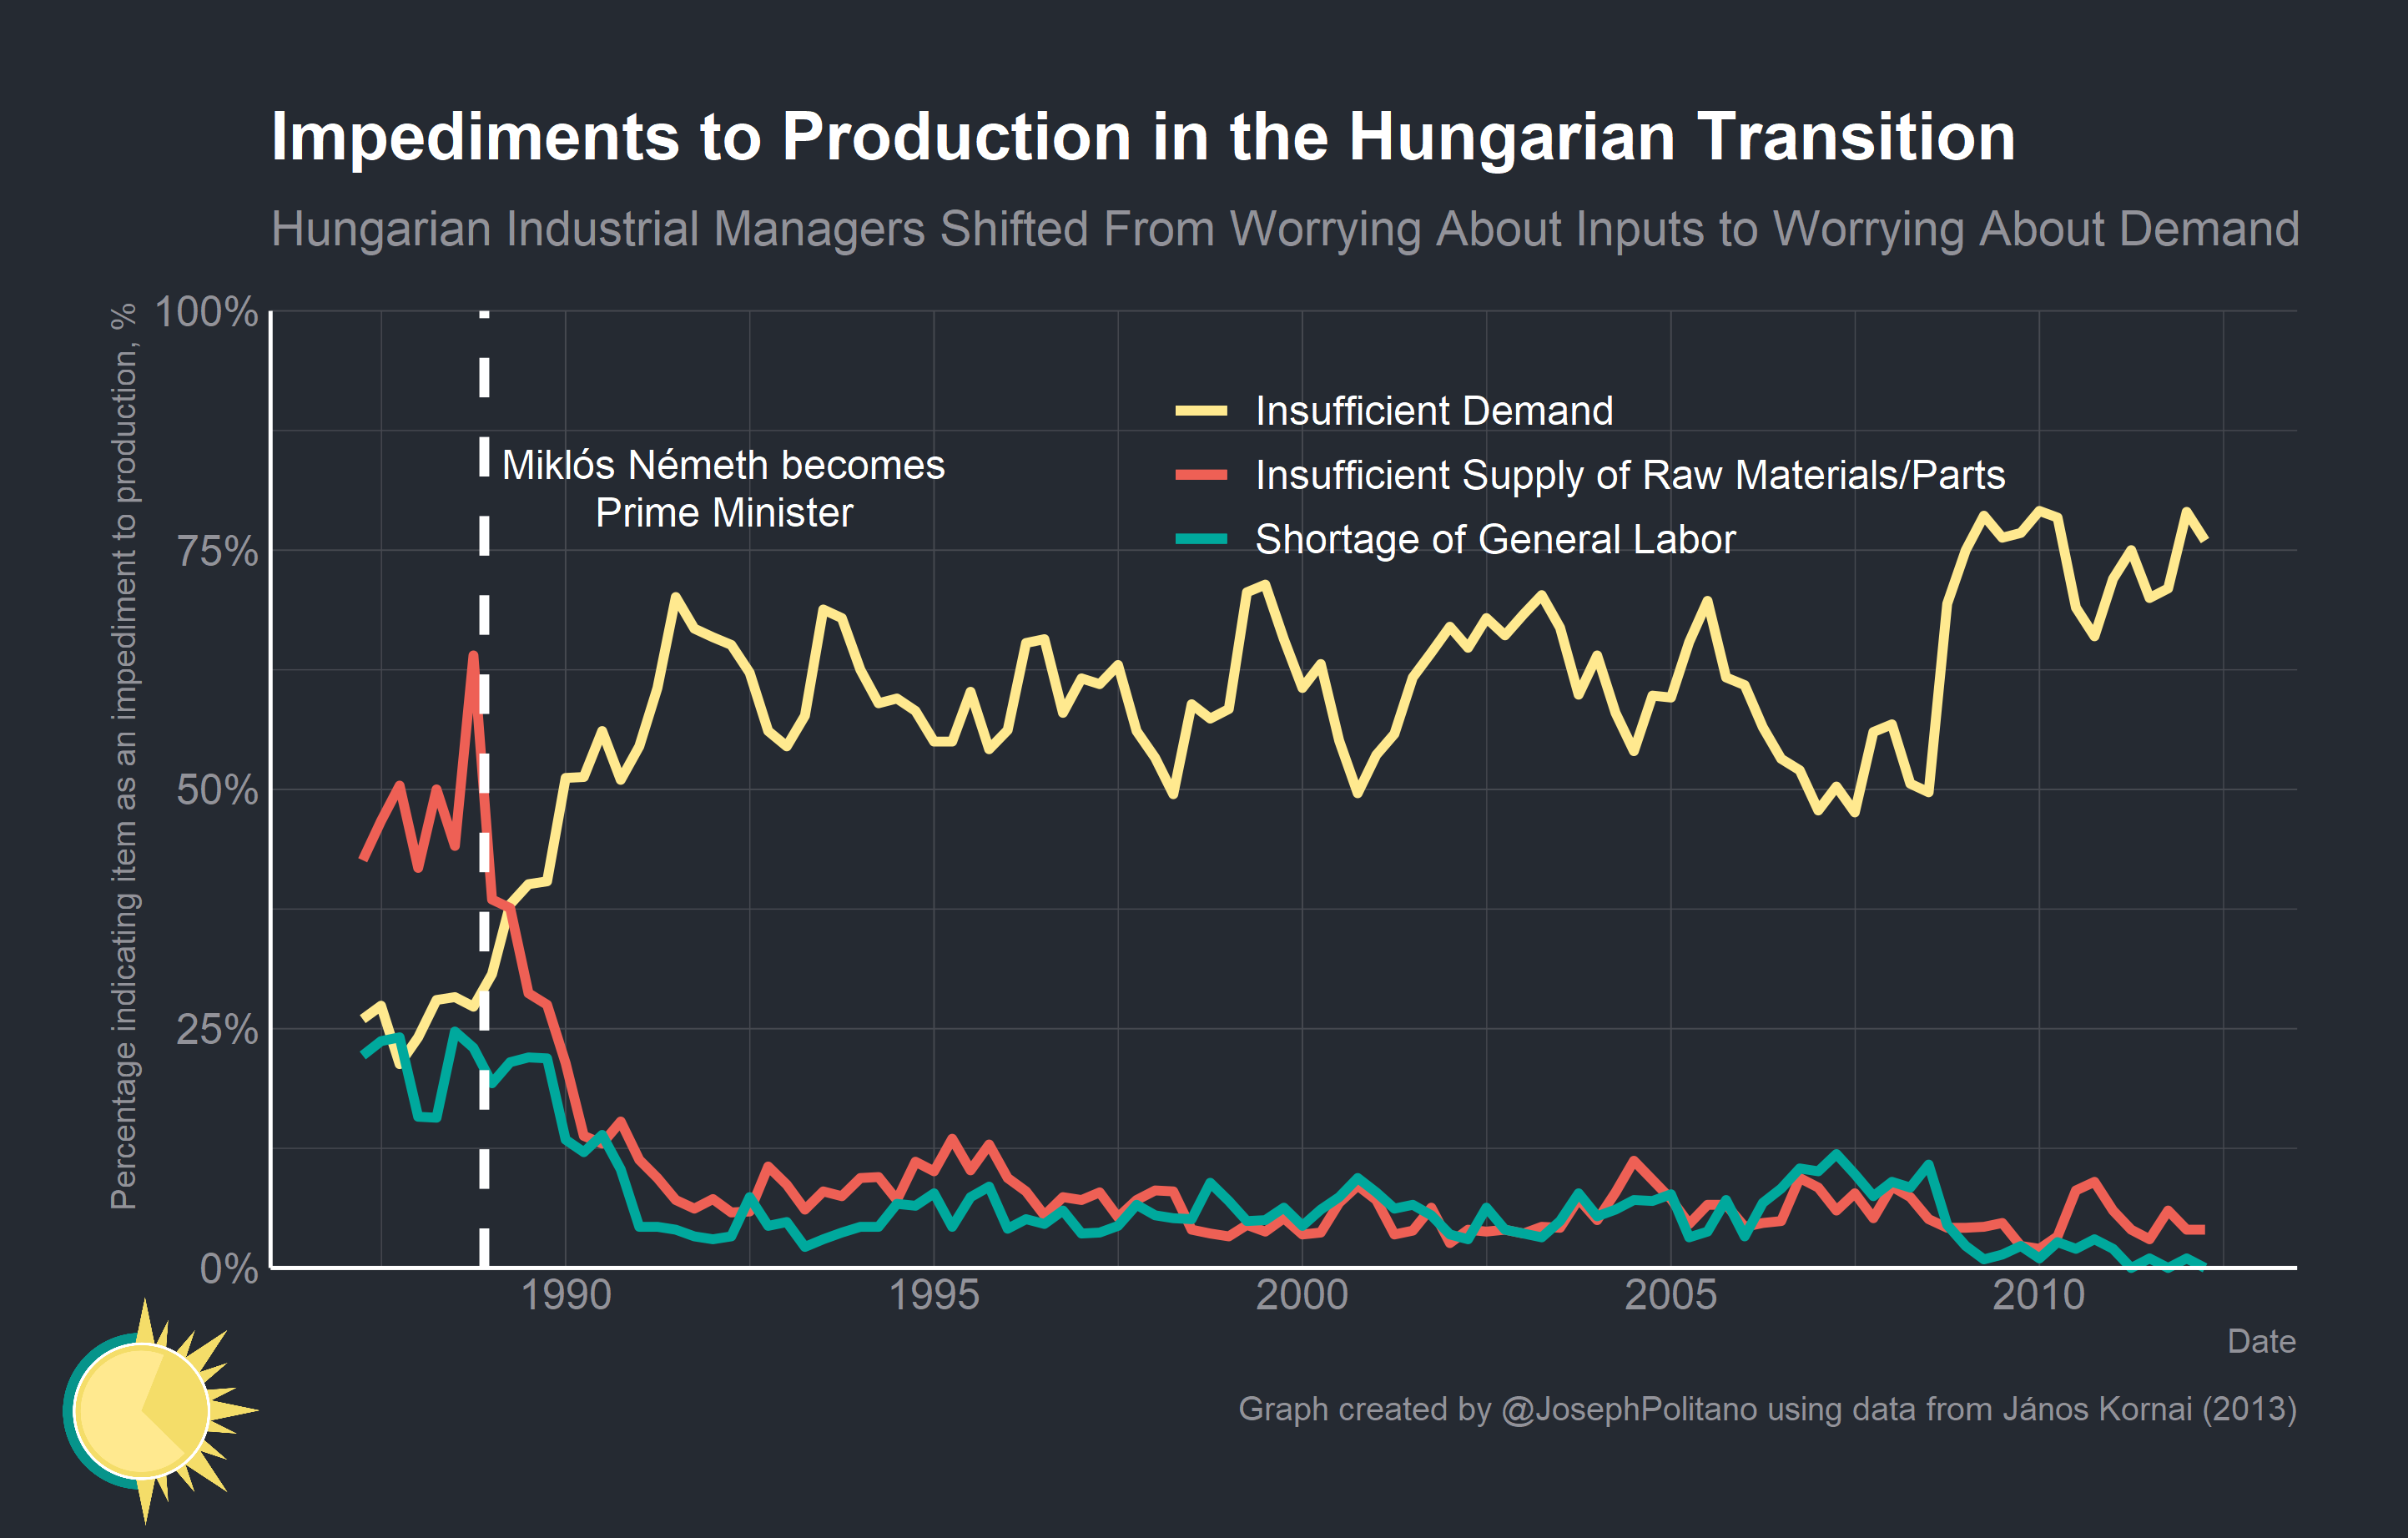 Impediments to Production in the Hungarian Transition
Hungarian Industrial Managers Shifted From Worrying About Inputs to Worrying About Demand
Percentage indicating item as an impediment to production, %
100%
75%
50%
25%
0%
Miklós Németh becomes
Prime Minister
Insufficient Demand
Insufficient Supply of Raw Materials/Parts
Shortage of General Labor
1990
1995
2000
2005
2010
Date
Graph created by @JosephPolitano using data from János Kornai (2013)